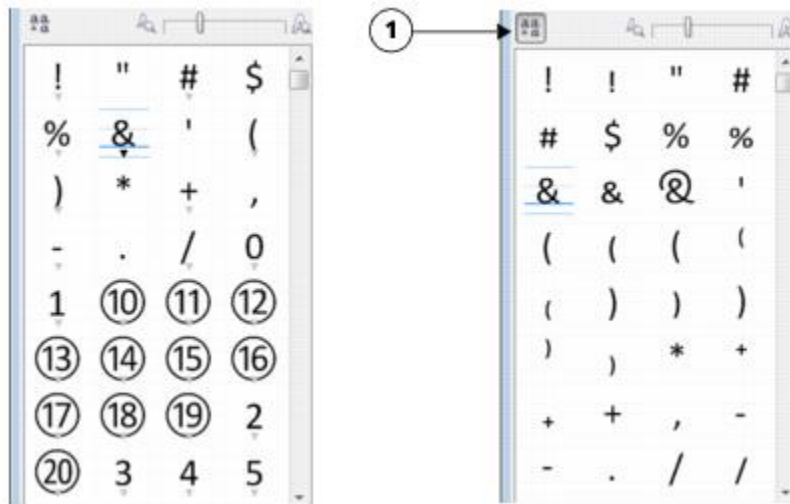 ! " # $
% & ' (
) * + ,
- . / 0
1 ⑩ ⑪ ⑫
⑬ ⑭ ⑮ ⑯
⑰ ⑱ ⑲ 2
⑳ 3 4 5
①
! ! " #
# $ % %
& & & '
( ( ( (
( ) ) )
) ) * +
+ + , -
- . / /